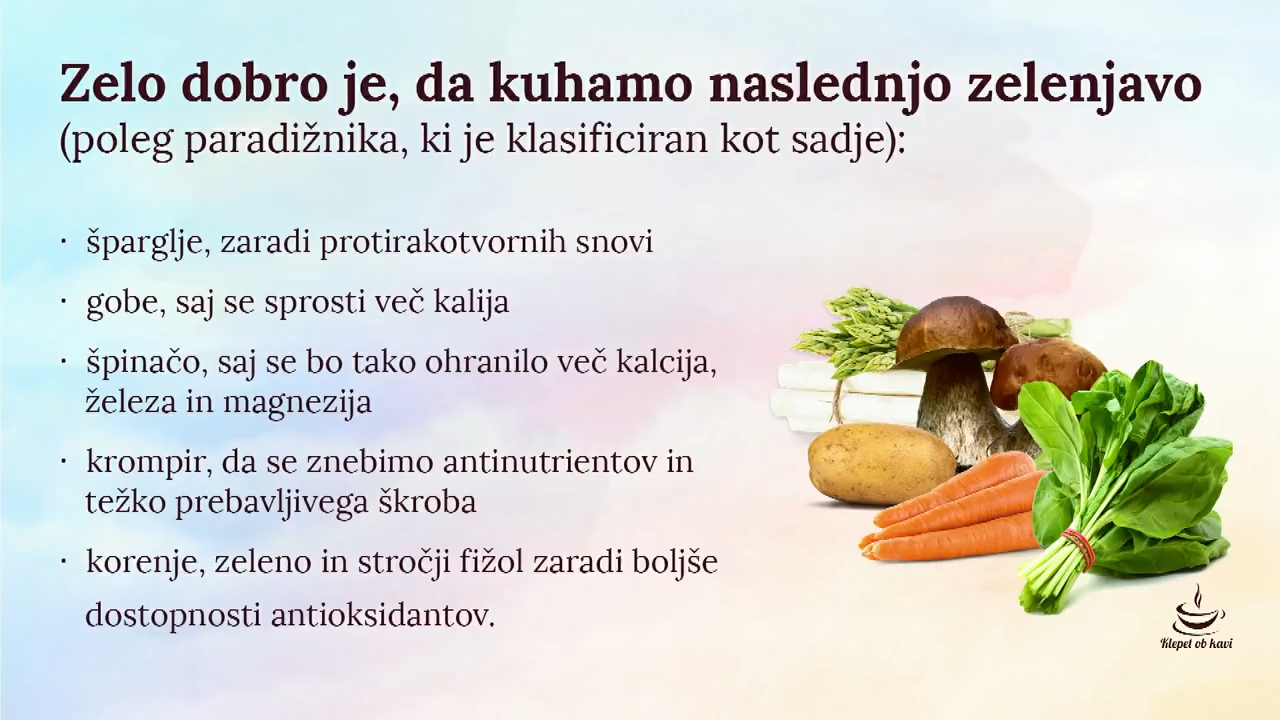 Zelo dobro je, da kuhamo naslednjo zelenjavo
(poleg paradižnika, ki je klasificiran kot sadje):
· šparglje, zaradi protirakotvornih snovi
· gobe, saj se sprosti več kalija
· špinačo, saj se bo tako ohranilo več kalcija,
železa in magnezija
· krompir, da se znebimo antinutrientov in
težko prebavljivega škroba
· korenje, zeleno in stročji fižol zaradi boljše
dostopnosti antioksidantov.
Klepet ob kavi